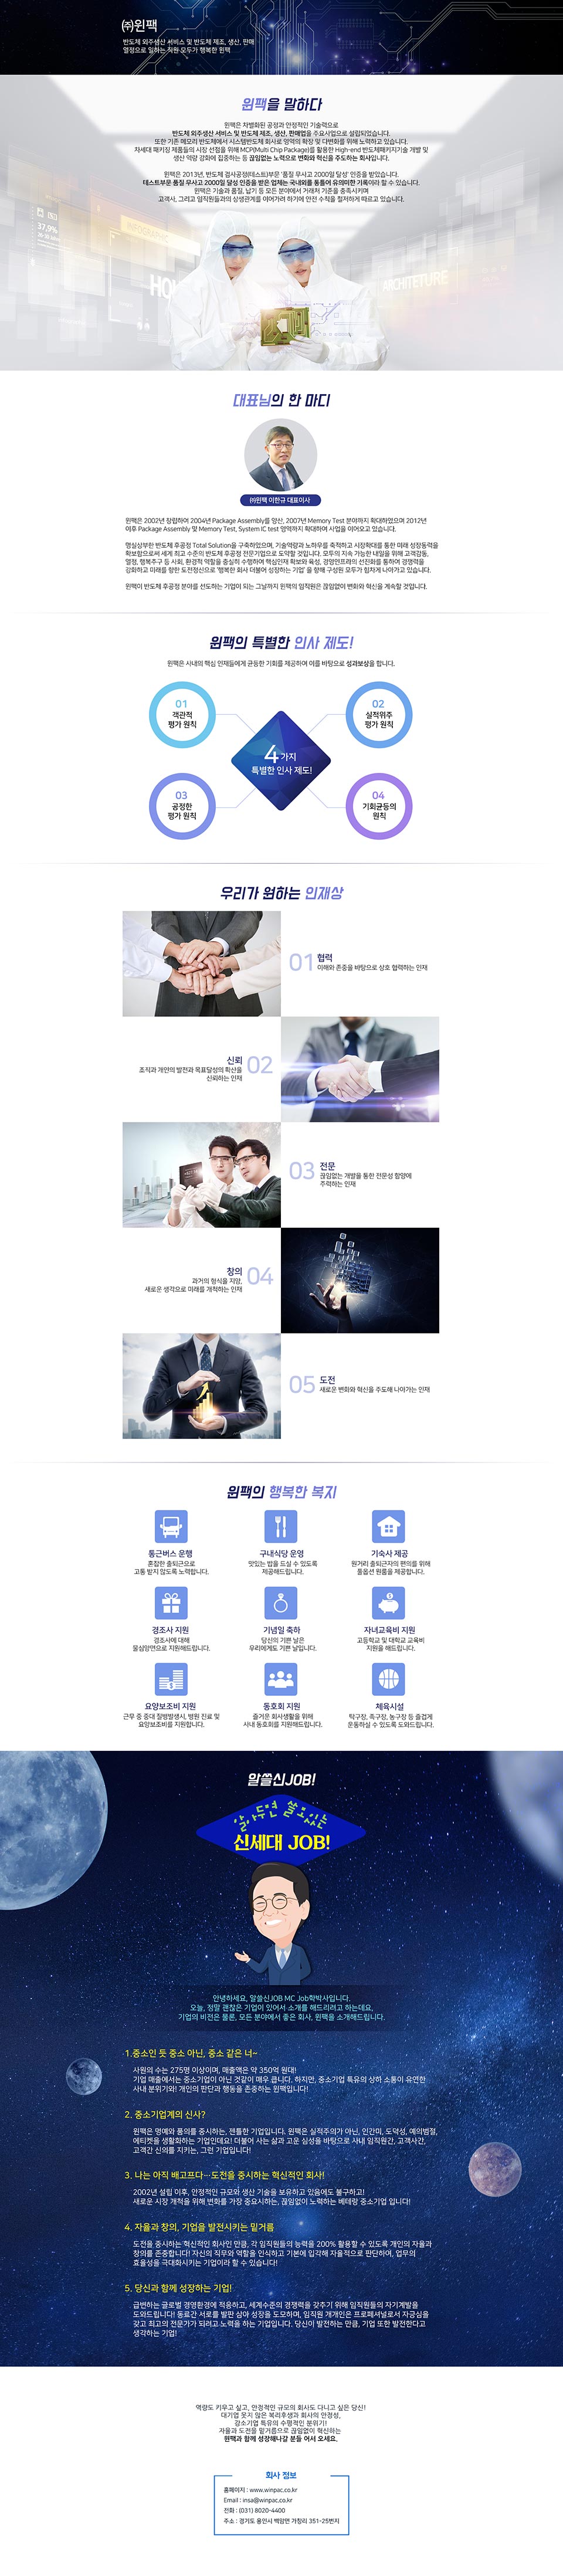 ㈜윈팩
반도체 외주생산 서비스 및 반도체 제조, 생산, 판매
열정으로 일하는 직원 모두가 행복한 윈팩
윈팩을 말하다
윈팩은 차별화된 공정과 안정적인 기술력으로
반도체 외주생산 서비스 및 반도체 제조, 생산, 판매업을 주요사업으로 설립되었습니다.
또한 기존 메모리 반도체에서 시스템반도체 회사로 영역의 확장 및 다변화를 위해 노력하고 있습니다.
차세대 패키징 제품들의 시장 선점을 위해 MCP(Multi Chip Package)를 활용한 High-end 반도체패키지기술 개발 및
생산 역량 강화에 집중하는 등 끊임없는 노력으로 변화와 혁신을 주도하는 회사입니다.
윈팩은 2013년, 반도체 검사공정(테스트)부문 '품질 무사고 2000일 달성' 인증을 받았습니다.
테스트부문 품질 무사고 2000일 달성 인증을 받은 업체는 국내외를 통틀어 유의미한 기록이라 할 수 있습니다.
윈팩은 기술과 품질, 납기 등 모든 분야에서 거래처 기준을 충족시키며
고객사, 그리고 임직원들과의 상생관계를 이어가려 하기에 안전 수칙을 철저하게 따르고 있습니다.
37,9%
INFOGRAPHIC
ARCHITETURE
대표님의 한 마디
㈜윈팩 이한규 대표이사
윈팩은 2002년 창립하여 2004년 Package Assembly를 양산, 2007년 Memory Test 분야까지 확대하였으며 2012년
이후 Package Assembly 및 Memory Test, System IC test 영역까지 확대하여 사업을 이어오고 있습니다.
명실상부한 반도체 후공정 Total Solution을 구축하였으며, 기술역량과 노하우를 축적하고 시장확대를 통한 미래 성장동력을
확보함으로써 세계 최고 수준의 반도체 후공정 전문기업으로 도약할 것입니다. 모두의 지속 가능한 내일을 위해 고객감동,
열정, 행복추구 등 사회, 환경적 역할을 충실히 수행하며 핵심인재 확보와 육성, 경영인프라의 선진화를 통하여 경쟁력을
강화하고 미래를 향한 도전정신으로 '행복한 회사 더불어 성장하는 기업' 을 향해 구성원 모두가 힘차게 나아가고 있습니다.
윈팩이 반도체 후공정 분야를 선도하는 기업이 되는 그날까지 윈팩의 임직원은 끊임없이 변화와 혁신을 계속할 것입니다.
윈팩의 특별한 인사 제도!
윈팩은 사내의 핵심 인재들에게 균등한 기회를 제공하여 이를 바탕으로 성과보상을 합니다.
01
객관적
평가 원칙
02
실적위주
평가 원칙
4가지
특별한 인사 제도!
03
공정한
평가 원칙
04
기회균등의
원칙
우리가 원하는 인재상
01 협력
이해와 존중을 바탕으로 상호 협력하는 인재
신뢰 02
조직과 개인의 발전과 목표달성의 확산을
신뢰하는 인재
03 전문
끊임없는 개발을 통한 전문성 함양에
주력하는 인재
창의 04
과거의 형식을 지양,
새로운 생각으로 미래를 개척하는 인재
05 도전
새로운 변화와 혁신을 주도해 나아가는 인재
윈팩의 행복한 복지
통근버스 운행
혼잡한 출퇴근으로
고통 받지 않도록 노력합니다.
구내식당 운영
맛있는 밥을 드실 수 있도록
제공해드립니다.
기숙사 제공
원거리 출퇴근자의 편의를 위해
풀옵션 원룸을 제공합니다.
경조사 지원
경조사에 대해
물심양면으로 지원해드립니다.
기념일 축하
당신의 기쁜 날은
우리에게도 기쁜 날입니다.
자녀교육비 지원
고등학교 및 대학교 교육비
지원을 해드립니다.
요양보조비 지원
근무 중 중대 질병발생시, 병원 진료 및
요양보조비를 지원합니다.
동호회 지원
즐거운 회사생활을 위해
사내 동호회를 지원해드립니다.
체육시설
탁구장, 족구장, 농구장 등 즐겁게
운동하실 수 있도록 도와드립니다.
알쓸신JOB!
알아두면 쓸모있는
신세대 JOB!
안녕하세요, 알쓸신JOB MC Job학박사입니다.
오늘, 정말 괜찮은 기업이 있어서 소개를 해드리려고 하는데요,
기업의 비전은 물론, 모든 분야에서 좋은 회사, 윈팩을 소개해드립니다.
1.중소인 듯 중소 아닌, 중소 같은 너~
사원의 수는 275명 이상이며, 매출액은 약 350억 원대!
기업 매출에서는 중소기업이 아닌 것같이 매우 큽니다. 하지만, 중소기업 특유의 상하 소통이 유연한
사내 분위기와! 개인의 판단과 행동을 존중하는 윈팩입니다!
2. 중소기업계의 신사?
윈팩은 명예와 품의를 중시하는, 젠틀한 기업입니다. 윈팩은 실적주의가 아닌, 인간미, 도덕성, 예의범절,
에티켓을 생활화하는 기업인데요! 더불어 사는 삶과 고운 심성을 바탕으로 사내 임직원간, 고객사간,
고객간 신의를 지키는, 그런 기업입니다!
3. 나는 아직 배고프다…도전을 중시하는 혁신적인 회사!
2002년 설립 이후, 안정적인 규모와 생산 기술을 보유하고 있음에도 불구하고!
새로운 시장 개척을 위해 변화를 가장 중요시하는, 끊임없이 노력하는 베테랑 중소기업 입니다!
4. 자율과 창의, 기업을 발전시키는 밑거름
도전을 중시하는 혁신적인 회사인 만큼, 각 임직원들의 능력을 200% 활용할 수 있도록 개인의 자율과
창의를 존중합니다! 자신의 직무와 역할을 인식하고 기본에 입각해 자율적으로 판단하여, 업무의
효율성을 극대화시키는 기업이라 할 수 있습니다!
5. 당신과 함께 성장하는 기업!
급변하는 글로벌 경영환경에 적응하고, 세계수준의 경쟁력을 갖추기 위해 임직원들의 자기계발을
도와드립니다! 동료간 서로를 발판 삼아 성장을 도모하며, 임직원 개개인은 프로페셔널로서 자긍심을
갖고 최고의 전문가가 되려고 노력을 하는 기업입니다. 당신이 발전하는 만큼, 기업 또한 발전한다고
생각하는 기업!
역량도 키우고 싶고, 안정적인 규모의 회사도 다니고 싶은 당신!
대기업 못지 않은 복리후생과 회사의 안정성,
강소기업 특유의 수평적인 분위기!
자율과 도전을 밑거름으로 끊임없이 혁신하는
윈팩과 함께 성장해나갈 분들 어서 오세요.
회사 정보
홈페이지 : www.winpac.co.kr
Email : insa@winpac.co.kr
전화 : (031) 8020-4400
주소 : 경기도 용인시 백암면 가창리 351-25번지